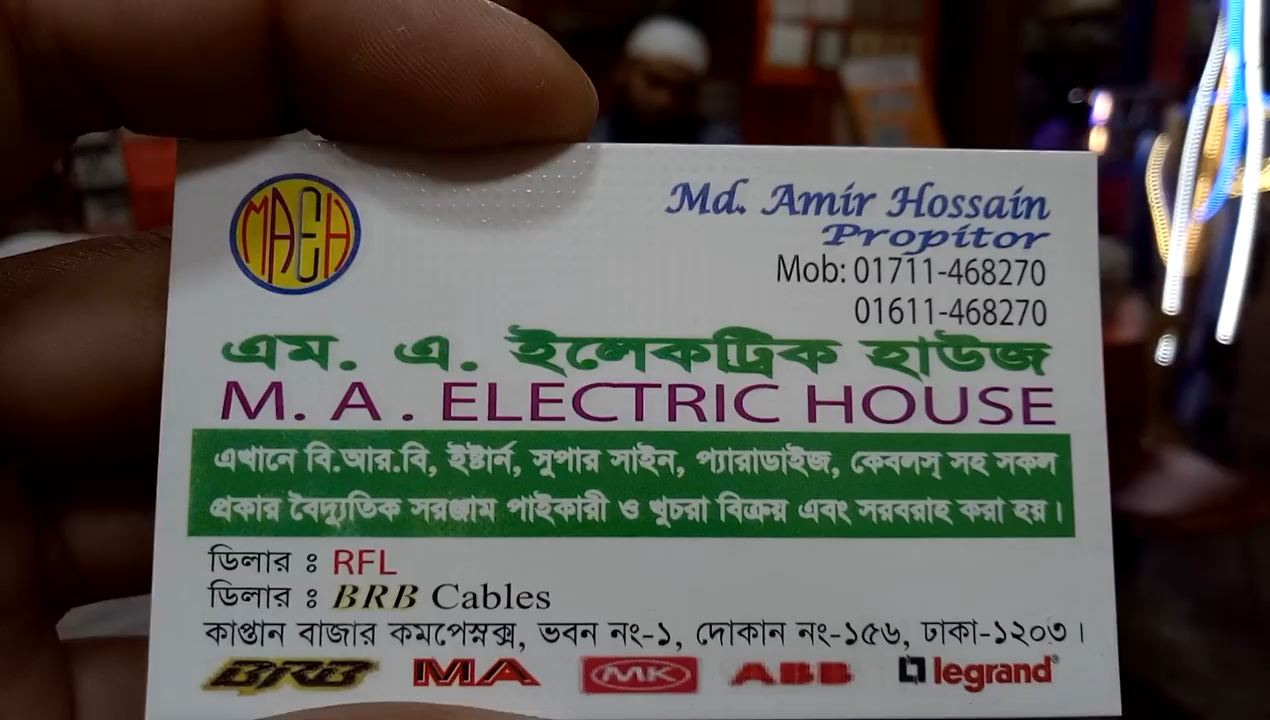 MAEH
Md. Amir Hossain
Propitor
Mob: 01711-468270
01611-468270
এম. এ. ইলেকট্রিক হাউজ
M. A . ELECTRIC HOUSE
এখানে বি.আর.বি, ইষ্টার্ন, সুপার সাইন, প্যারাডাইজ, কেবলস্ সহ সকল
প্রকার বৈদ্যুতিক সরঞ্জাম পাইকারী ও খুচরা বিক্রয় এবং সরবরাহ করা হয়।
ডিলার ঃ RFL
ডিলার ঃ BRB Cables
কাপ্তান বাজার কমপেস্নক্স, ভবন নং-১, দোকান নং-১৫৬, ঢাকা-১২০৩।
BRB MA MK ABB legrand®